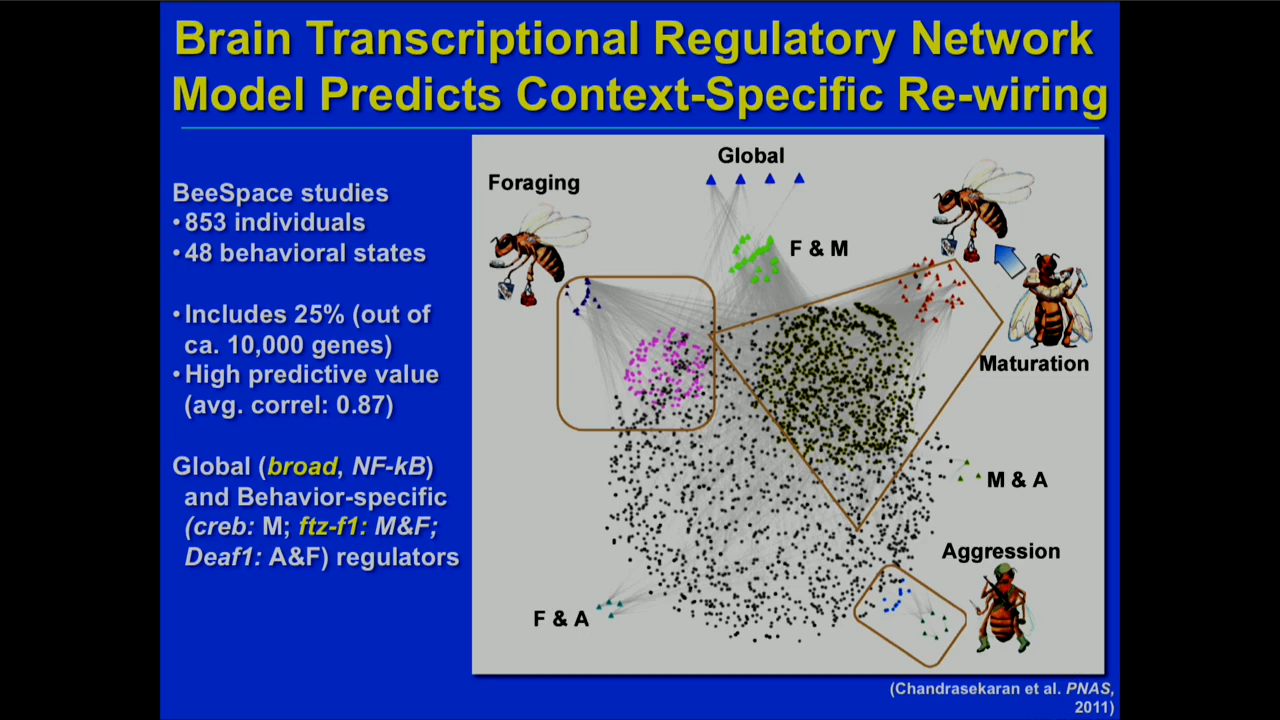 Brain Transcriptional Regulatory Network
Model Predicts Context-Specific Re-wiring
BeeSpace studies
• 853 individuals
• 48 behavioral states
• Includes 25% (out of
ca. 10,000 genes)
• High predictive value
(avg. correl: 0.87)
Global (broad, NF-kB)
and Behavior-specific
(creb: M; ftz-f1: M&F;
Deaf1: A&F) regulators
Global
Foraging
F & M
Maturation
M & A
Aggression
F & A
(Chandrasekaran et al. PNAS,
2011)